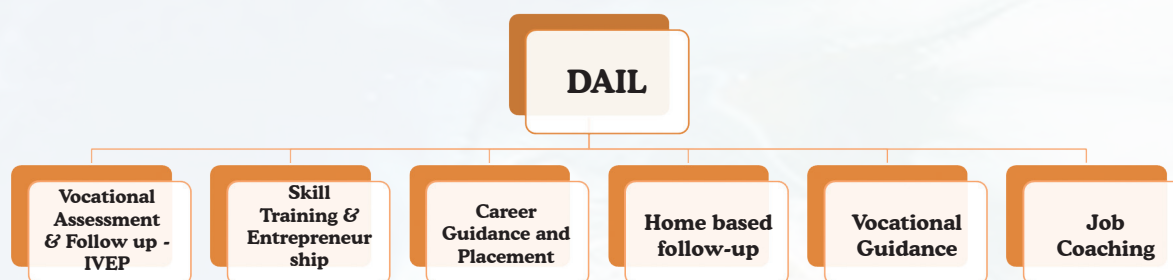 DAIL
Vocational
Assessment
& Follow up -
IVEP
Skill
Training &
Entrepreneur
ship
Career
Guidance and
Placement
Home based
follow-up
Vocational
Guidance
Job
Coaching